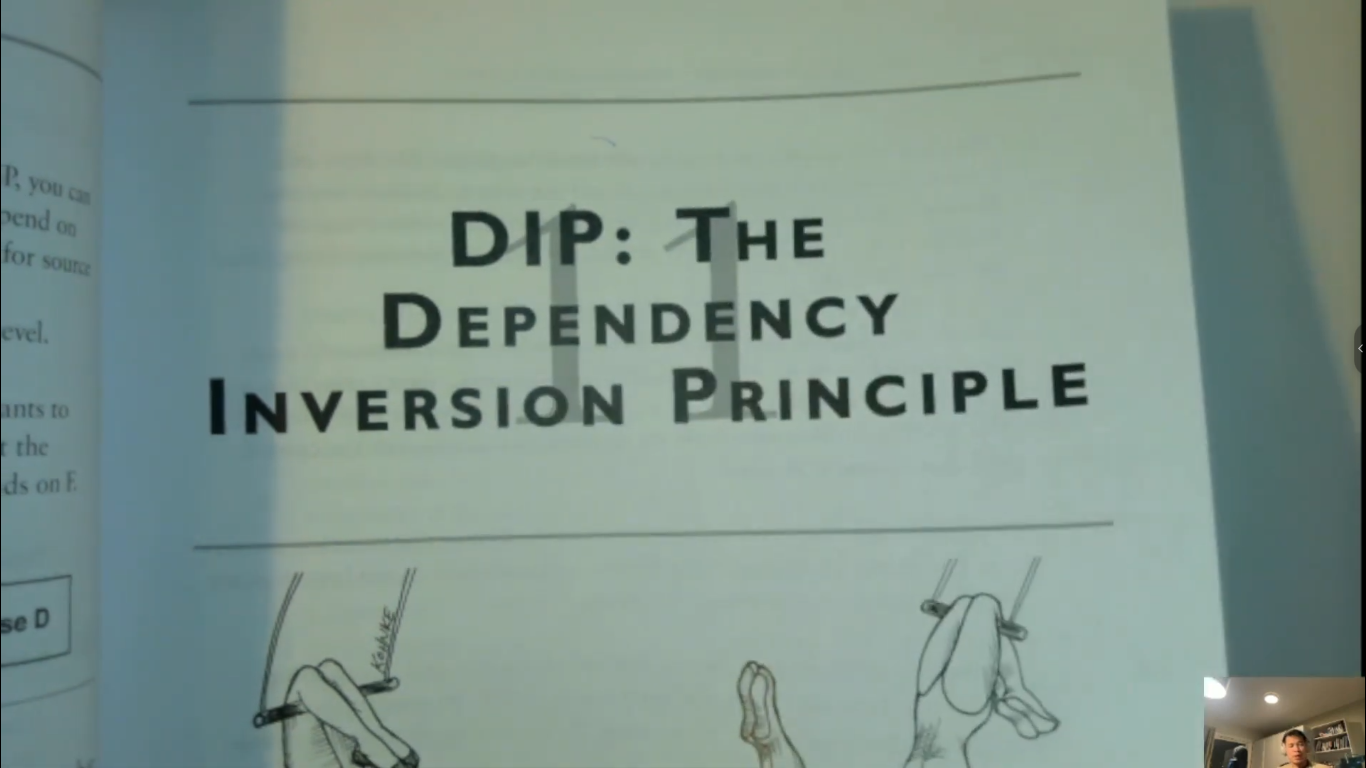 P, you can
pend on
for source
evel.
ants to
t the
ds on F.
se D
11
DIP: THE
DEPENDENCY
INVERSION PRINCIPLE
KOHNKE